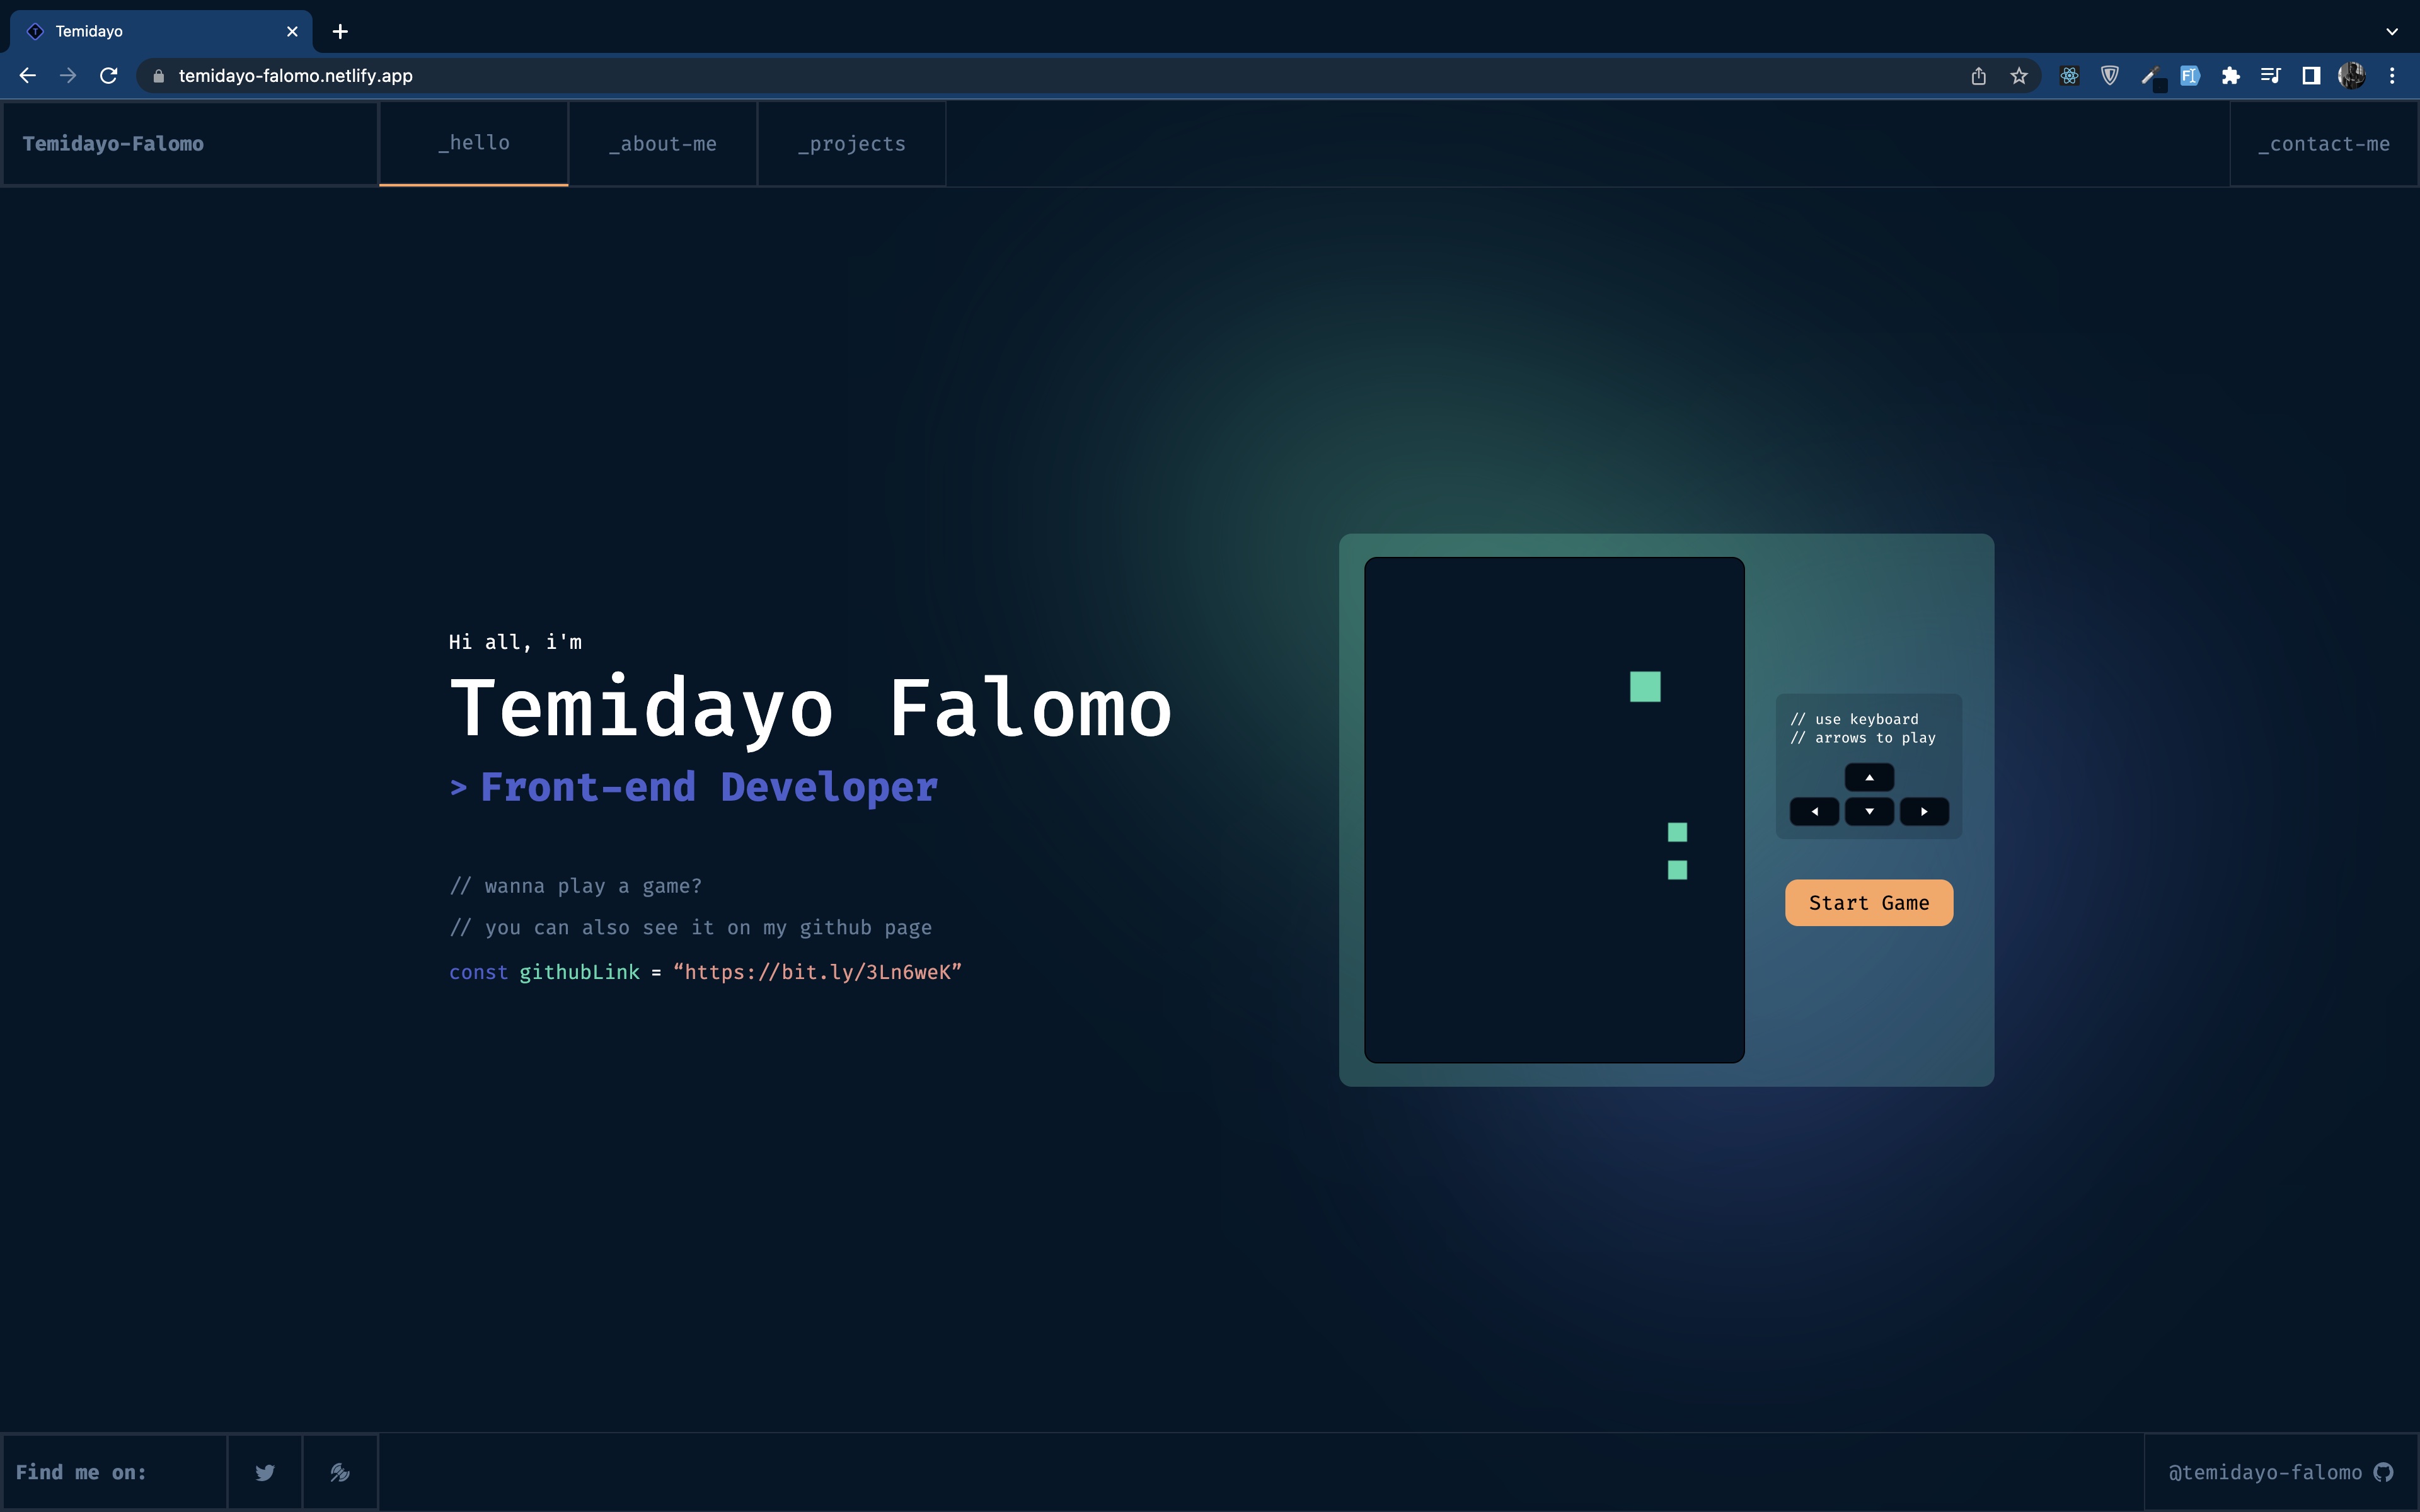 Temidayo
temidayo-falomo.netlify.app
Temidayo-Falomo
_hello
_about-me
_projects
_contact-me
Hi all, i'm
Temidayo Falomo
> Front-end Developer
// wanna play a game?
// you can also see it on my github page
const githubLink = “https://bit.ly/3Ln6weK”
// use keyboard
// arrows to play
Start Game
Find me on:
@temidayo-falomo